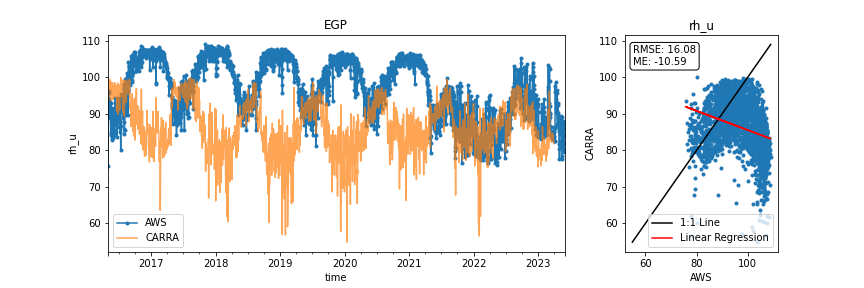 EGP
rh_u
110
100
90
80
70
60
rh_u
AWS
CARRA
2017
2018
2019
2020
2021
2022
2023
time
rh_u
RMSE: 16.08
ME: -10.59
110
100
90
80
70
60
CARRA
1:1 Line
Linear Regression
60
80
100
AWS